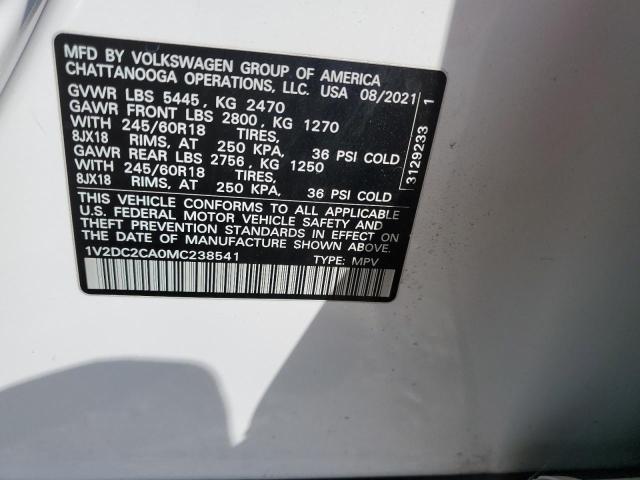 MFD BY VOLKSWAGEN GROUP OF AMERICA
CHATTANOOGA OPERATIONS, LLC. USA 08/2021
GVWR LBS 5445, KG 2470
GAWR FRONT LBS 2800, KG 1270
WITH 245/60R18 TIRES,
8JX18 RIMS, AT 250 KPA, 36 PSI COLD
GAWR REAR LBS 2756, KG 1250
WITH 245/60R18 TIRES,
8JX18 RIMS, AT 250 KPA, 36 PSI COLD
THIS VEHICLE CONFORMS TO ALL APPLICABLE
U.S. FEDERAL MOTOR VEHICLE SAFETY AND
THEFT PREVENTION STANDARDS IN EFFECT ON
THE DATE OF MANUFACTURE SHOWN ABOVE.
1V2DC2CA0MC238541 TYPE: MPV
3129233 1